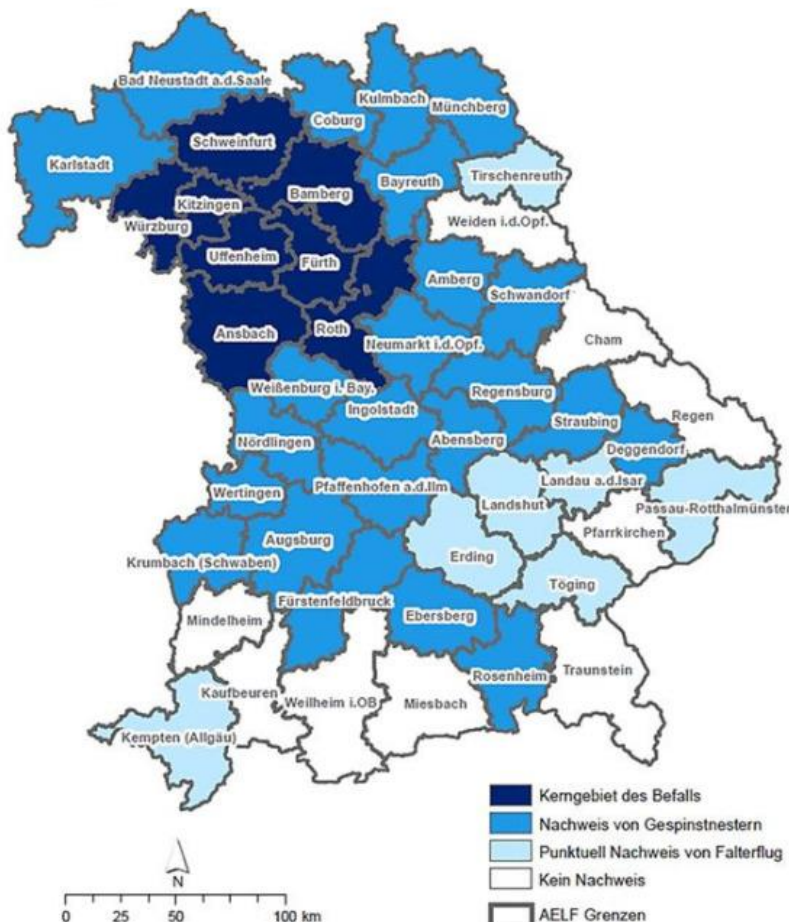 Bad Neustadt a.d.Saale
Coburg
Kulmbach
Münchberg
Karlstadt
Schweinfurt
Bayreuth
Tirschenreuth
Kitzingen
Bamberg
Würzburg
Weiden i.d.Opf.
Uffenheim
Fürth
Amberg
Schwandorf
Ansbach
Roth
Neumarkt i.d.Opf.
Cham
Weißenburg i. Bay.
Regensburg
Ingolstadt
Straubing
Regen
Nördlingen
Abensberg
Deggendorf
Wertingen
Pfaffenhofen a.d.Ilm
Landau a.d.Isar
Landshut
Passau-Rotthalmünster
Augsburg
Pfarrkirchen
Krumbach (Schwaben)
Erding
Töging
Fürstenfeldbruck
Ebersberg
Mindelheim
Rosenheim
Traunstein
Kaufbeuren
Weilheim i.OB
Miesbach
Kempten (Allgäu)
Kerngebiet des Befalls
Nachweis von Gespinstnestern
Punktuell Nachweis von Falterflug
Kein Nachweis
AELF Grenzen
N
0 25 50 100 km